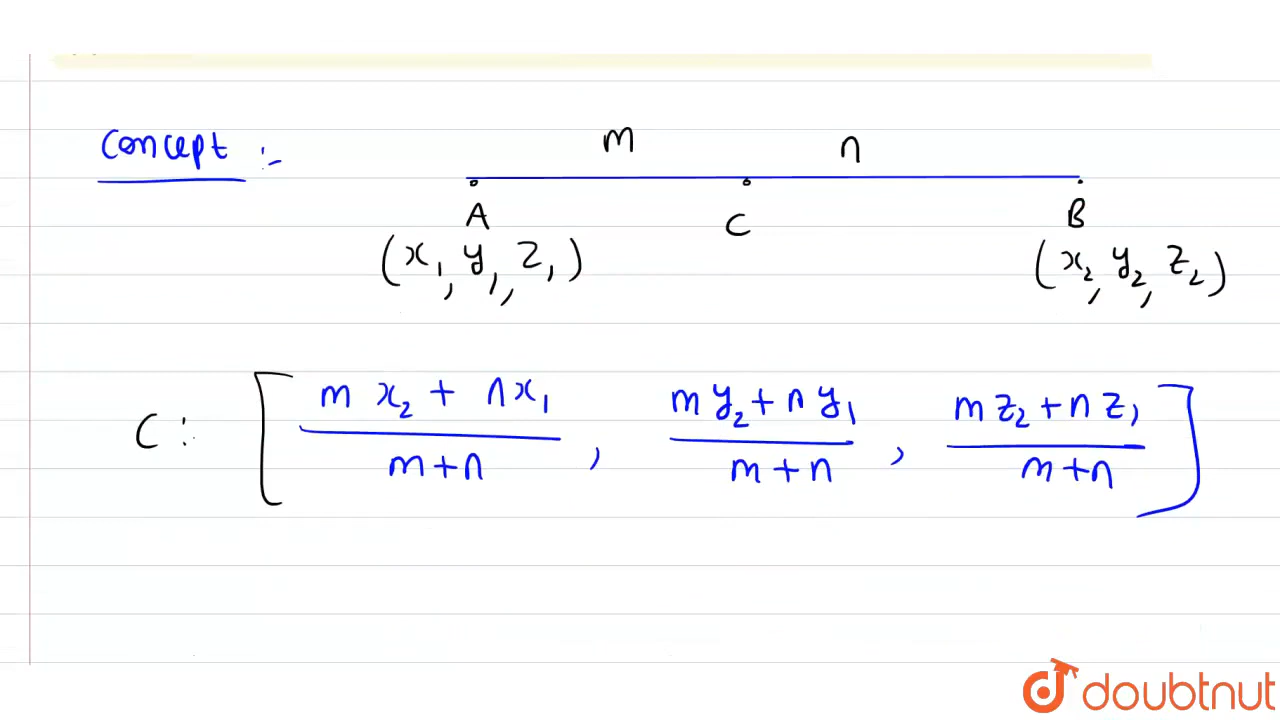 Concept :-
m n
A C B
(x₁, y₁, z₁) (x₂, y₂, z₂)
C : [ (m x₂ + n x₁)/(m+n) , (m y₂ + n y₁)/(m+n) , (m z₂ + n z₁)/(m+n) ]
doubtnut